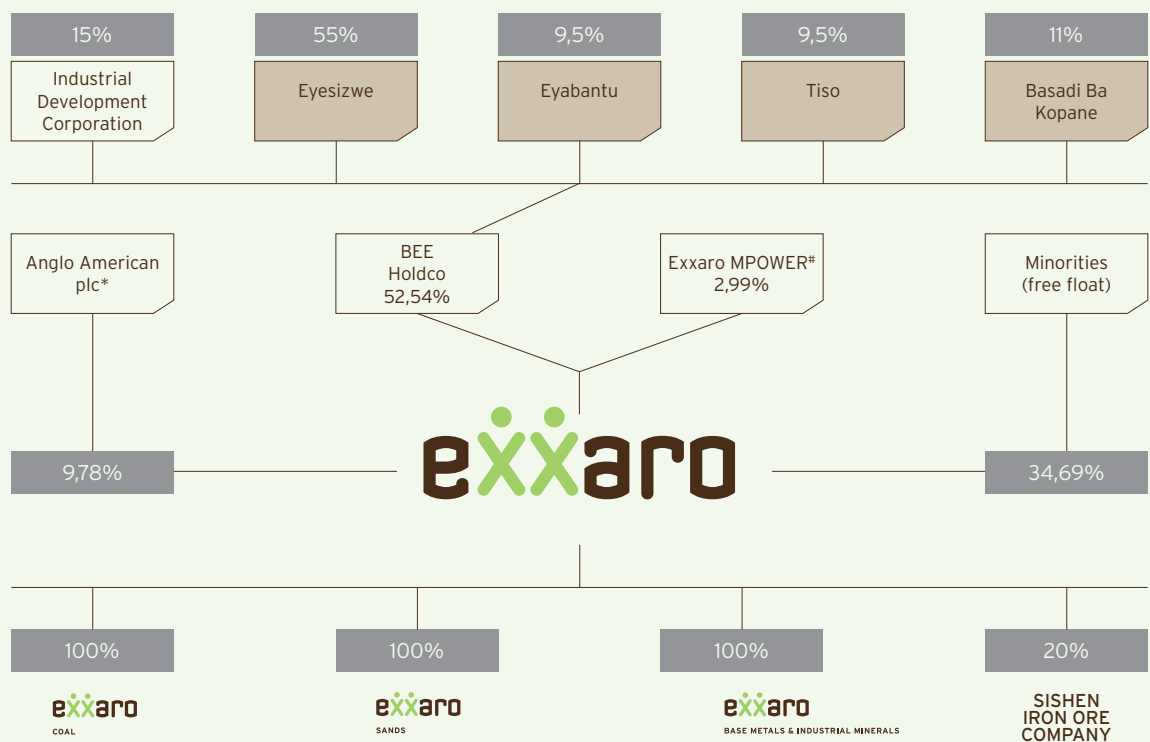 15%
55%
9,5%
9,5%
11%
Industrial
Development
Corporation
Eyesizwe
Eyabantu
Tiso
Basadi Ba
Kopane
Anglo American
plc*
BEE
Holdco
52,54%
Exxaro MPOWER#
2,99%
Minorities
(free float)
9,78%
exxaro
34,69%
100%
100%
100%
20%
exxaro
COAL
exxaro
SANDS
exxaro
BASE METALS & INDUSTRIAL MINERALS
SISHEN
IRON ORE
COMPANY